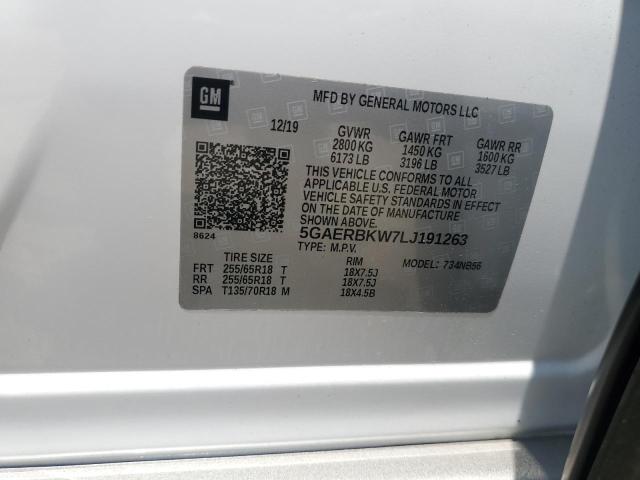 GM
MFD BY GENERAL MOTORS LLC
12/19 GVWR GAWR FRT GAWR RR
2800 KG 1450 KG 1600 KG
6173 LB 3196 LB 3527 LB
THIS VEHICLE CONFORMS TO ALL
APPLICABLE U.S. FEDERAL MOTOR
VEHICLE SAFETY STANDARDS IN EFFECT
ON THE DATE OF MANUFACTURE
SHOWN ABOVE.
8624 5GAERBKW7LJ191263
TYPE: M.P.V. MODEL: 734NB56
TIRE SIZE RIM
FRT 255/65R18 T 18X7.5J
RR 255/65R18 T 18X7.5J
SPA T135/70R18 M 18X4.5B